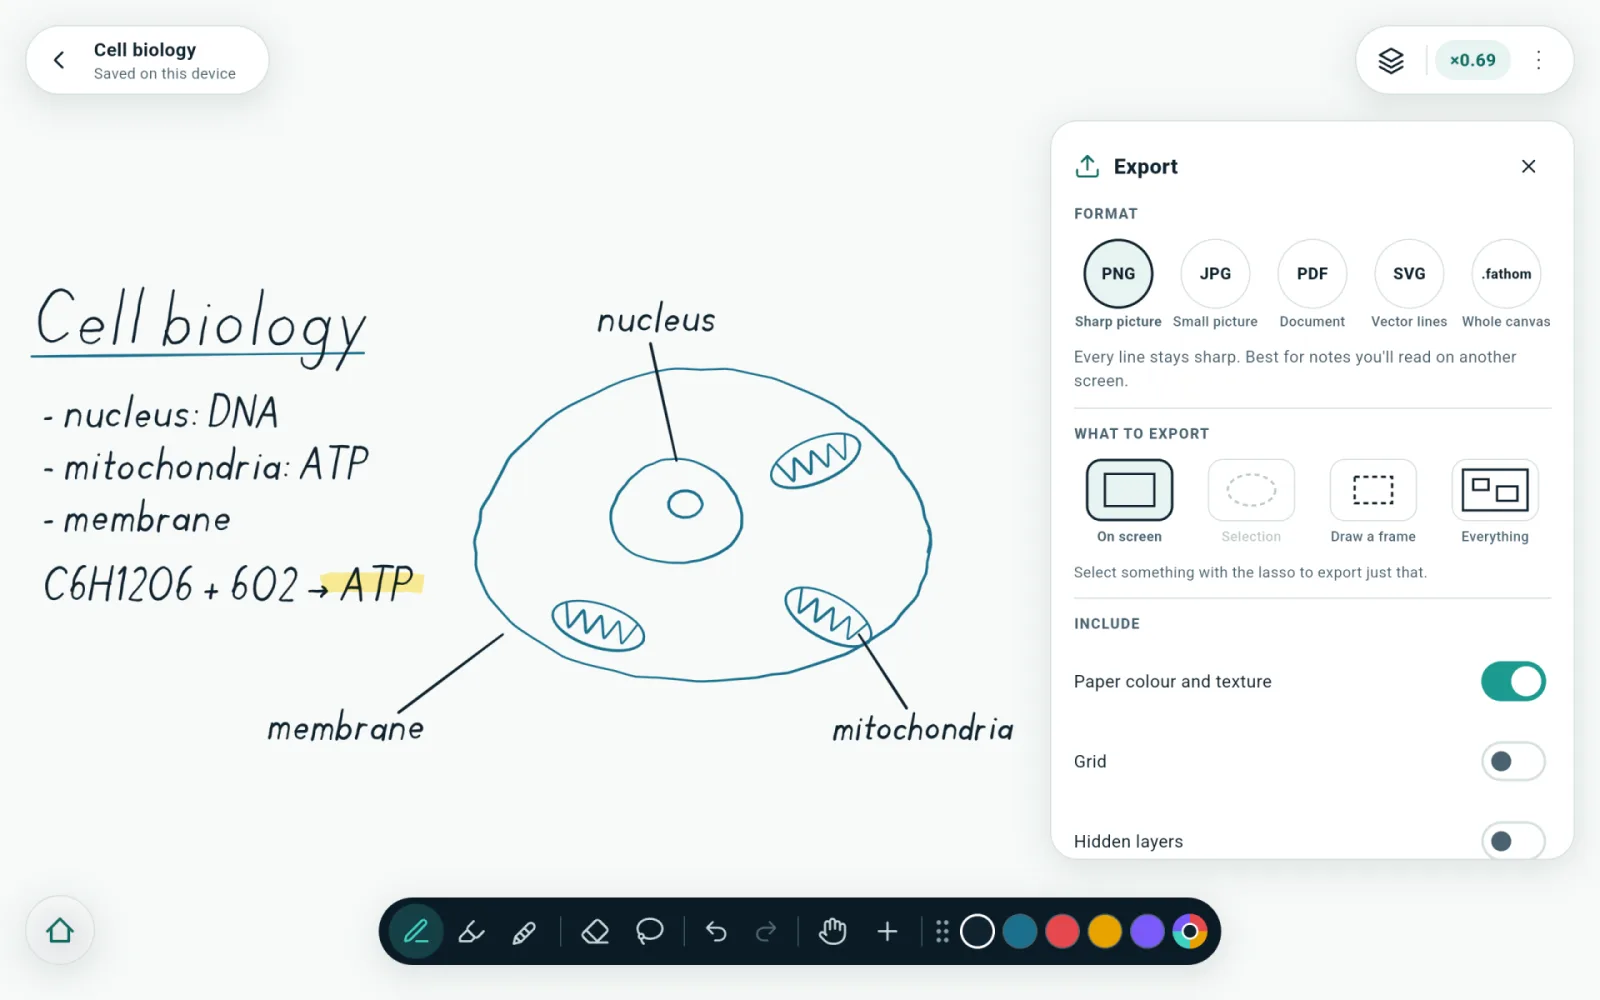 Cell biology
Saved on this device
×0.69
Export
FORMAT
PNG
JPG
PDF
SVG
.fathom
Sharp picture
Small picture
Document
Vector lines
Whole canvas
Every line stays sharp. Best for notes you'll read on another
screen.
WHAT TO EXPORT
On screen
Selection
Draw a frame
Everything
Select something with the lasso to export just that.
INCLUDE
Paper colour and texture
Grid
Hidden layers
Cell biology
- nucleus: DNA
- mitochondria: ATP
- membrane
C6H12O6 + 6O2 → ATP
nucleus
membrane
mitochondria